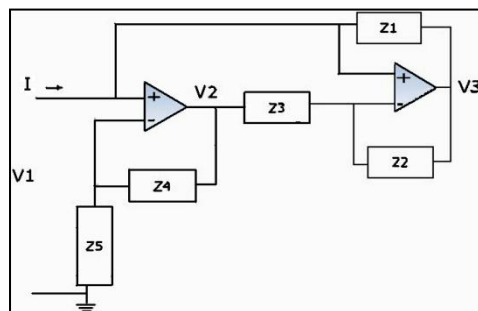 Z1
I →
+
-
V2
Z3
+
-
V3
Z2
V1
Z4
Z5